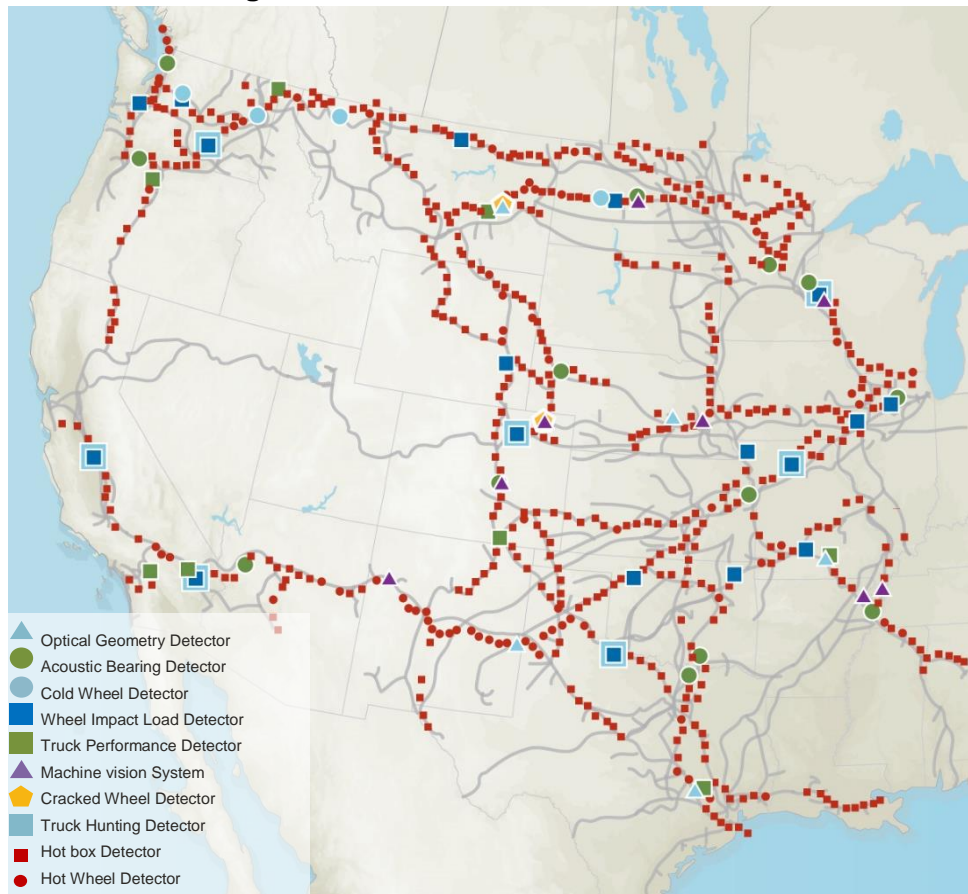 Optical Geometry Detector
Acoustic Bearing Detector
Cold Wheel Detector
Wheel Impact Load Detector
Truck Performance Detector
Machine vision System
Cracked Wheel Detector
Truck Hunting Detector
Hot box Detector
Hot Wheel Detector